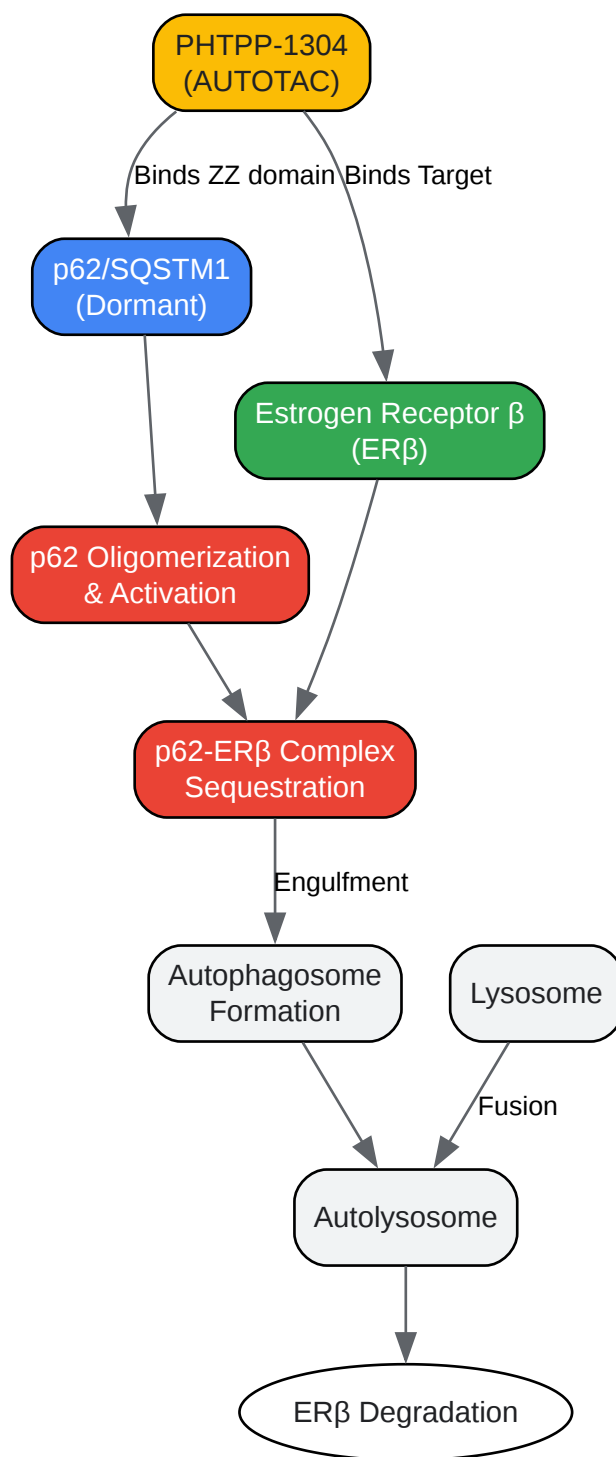 PHTPP-1304
(AUTOTAC)
Binds ZZ domain
Binds Target
p62/SQSTM1
(Dormant)
Estrogen Receptor β
(ERβ)
p62 Oligomerization
& Activation
p62-ERβ Complex
Sequestration
Engulfment
Autophagosome
Formation
Lysosome
Fusion
Autolysosome
ERβ Degradation